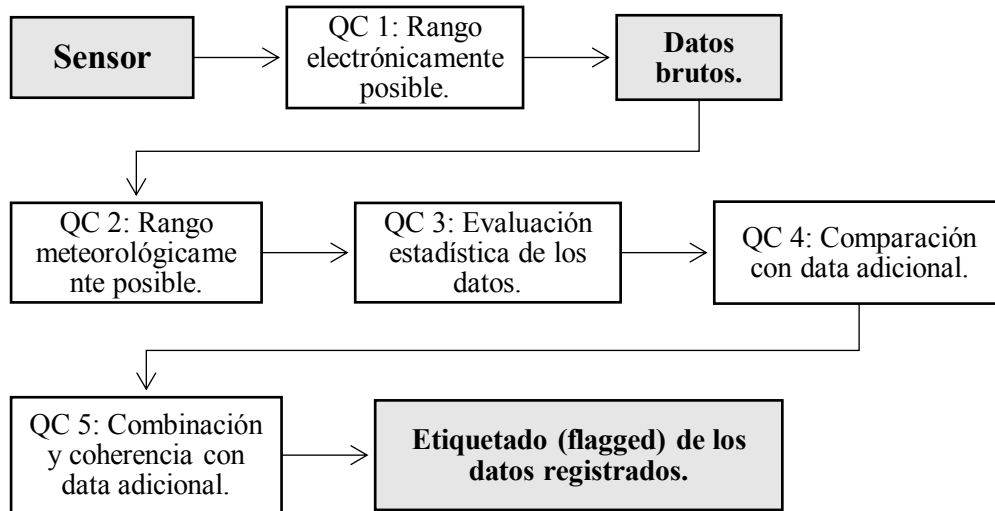 Sensor
QC 1: Rango
electrónicamente
posible.
Datos
brutos.
QC 2: Rango
meteorológicame
nte posible.
QC 3: Evaluación
estadística de los
datos.
QC 4: Comparación
con data adicional.
QC 5: Combinación
y coherencia con
data adicional.
Etiquetado (flagged) de los
datos registrados.